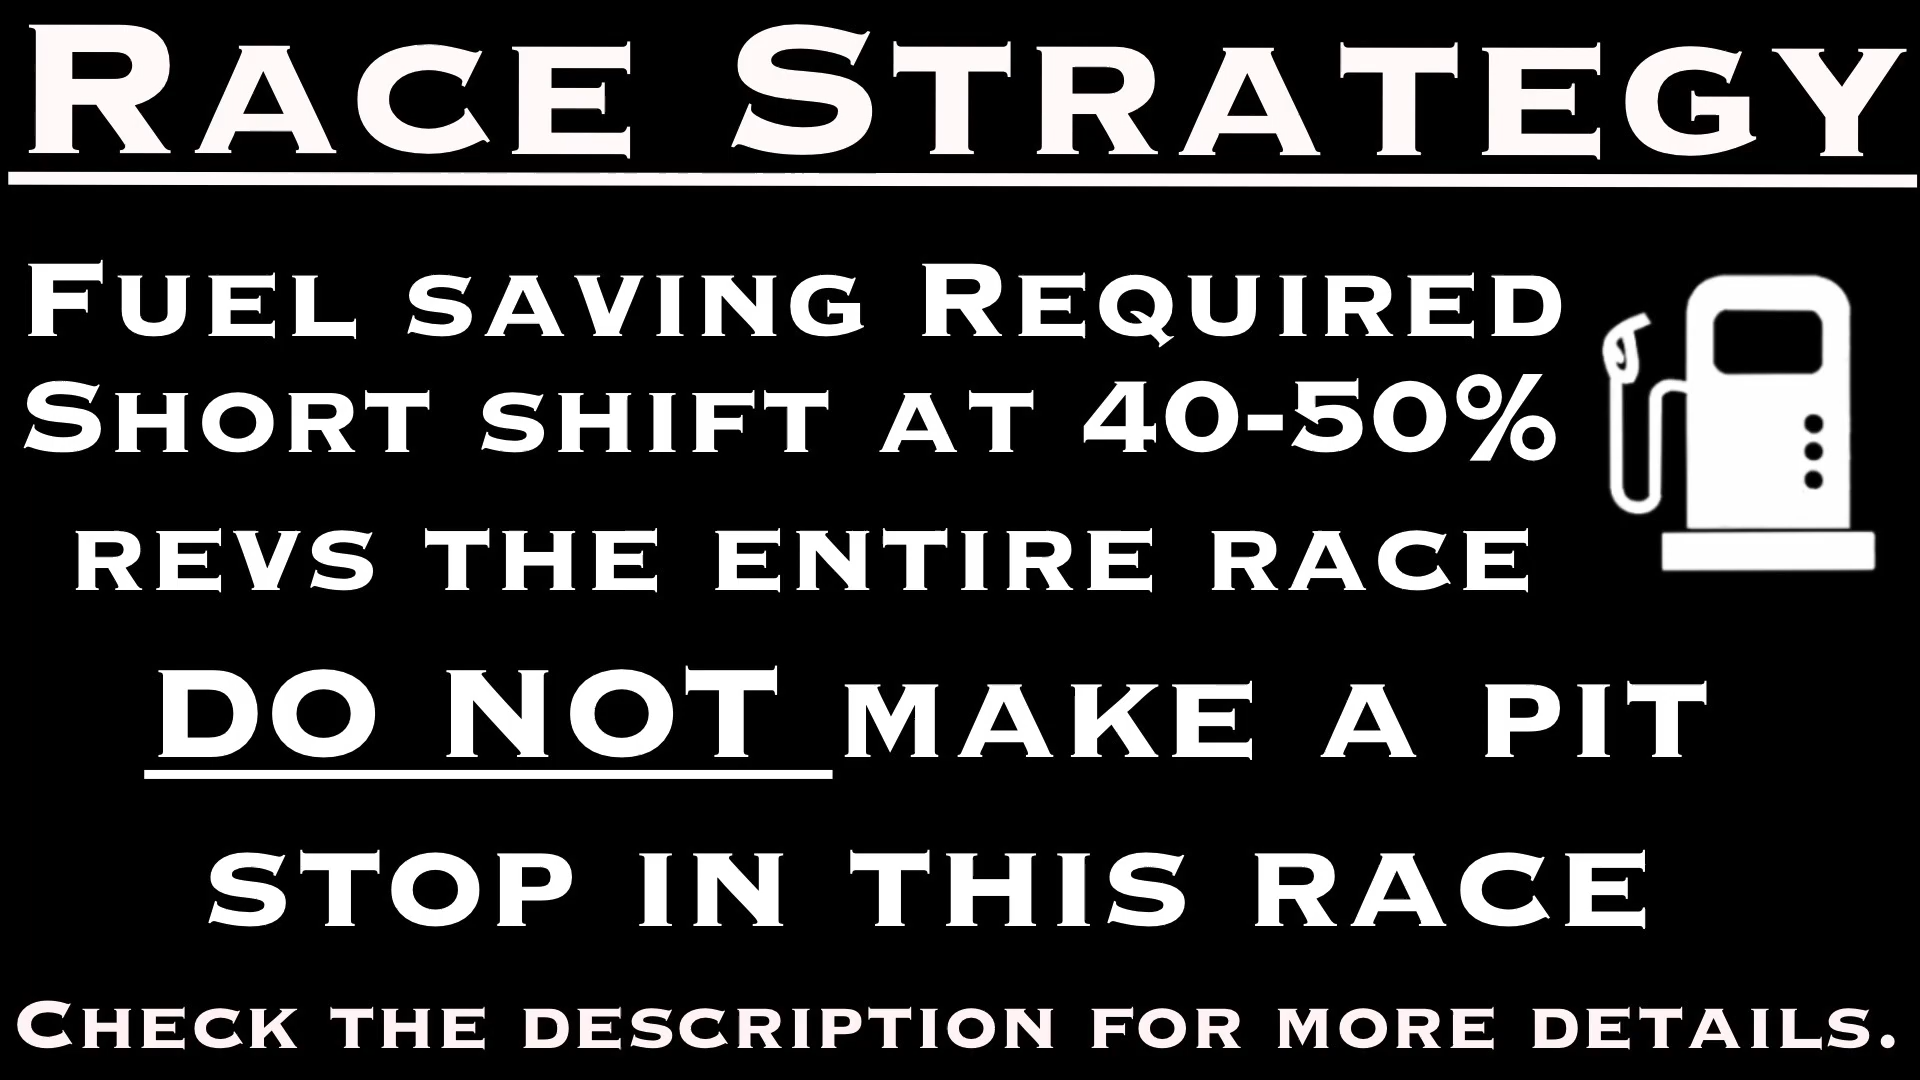 Race Strategy
Fuel saving Required
Short shift at 40-50%
revs the entire race
DO NOT make a pit
stop in this race
Check the description for more details.